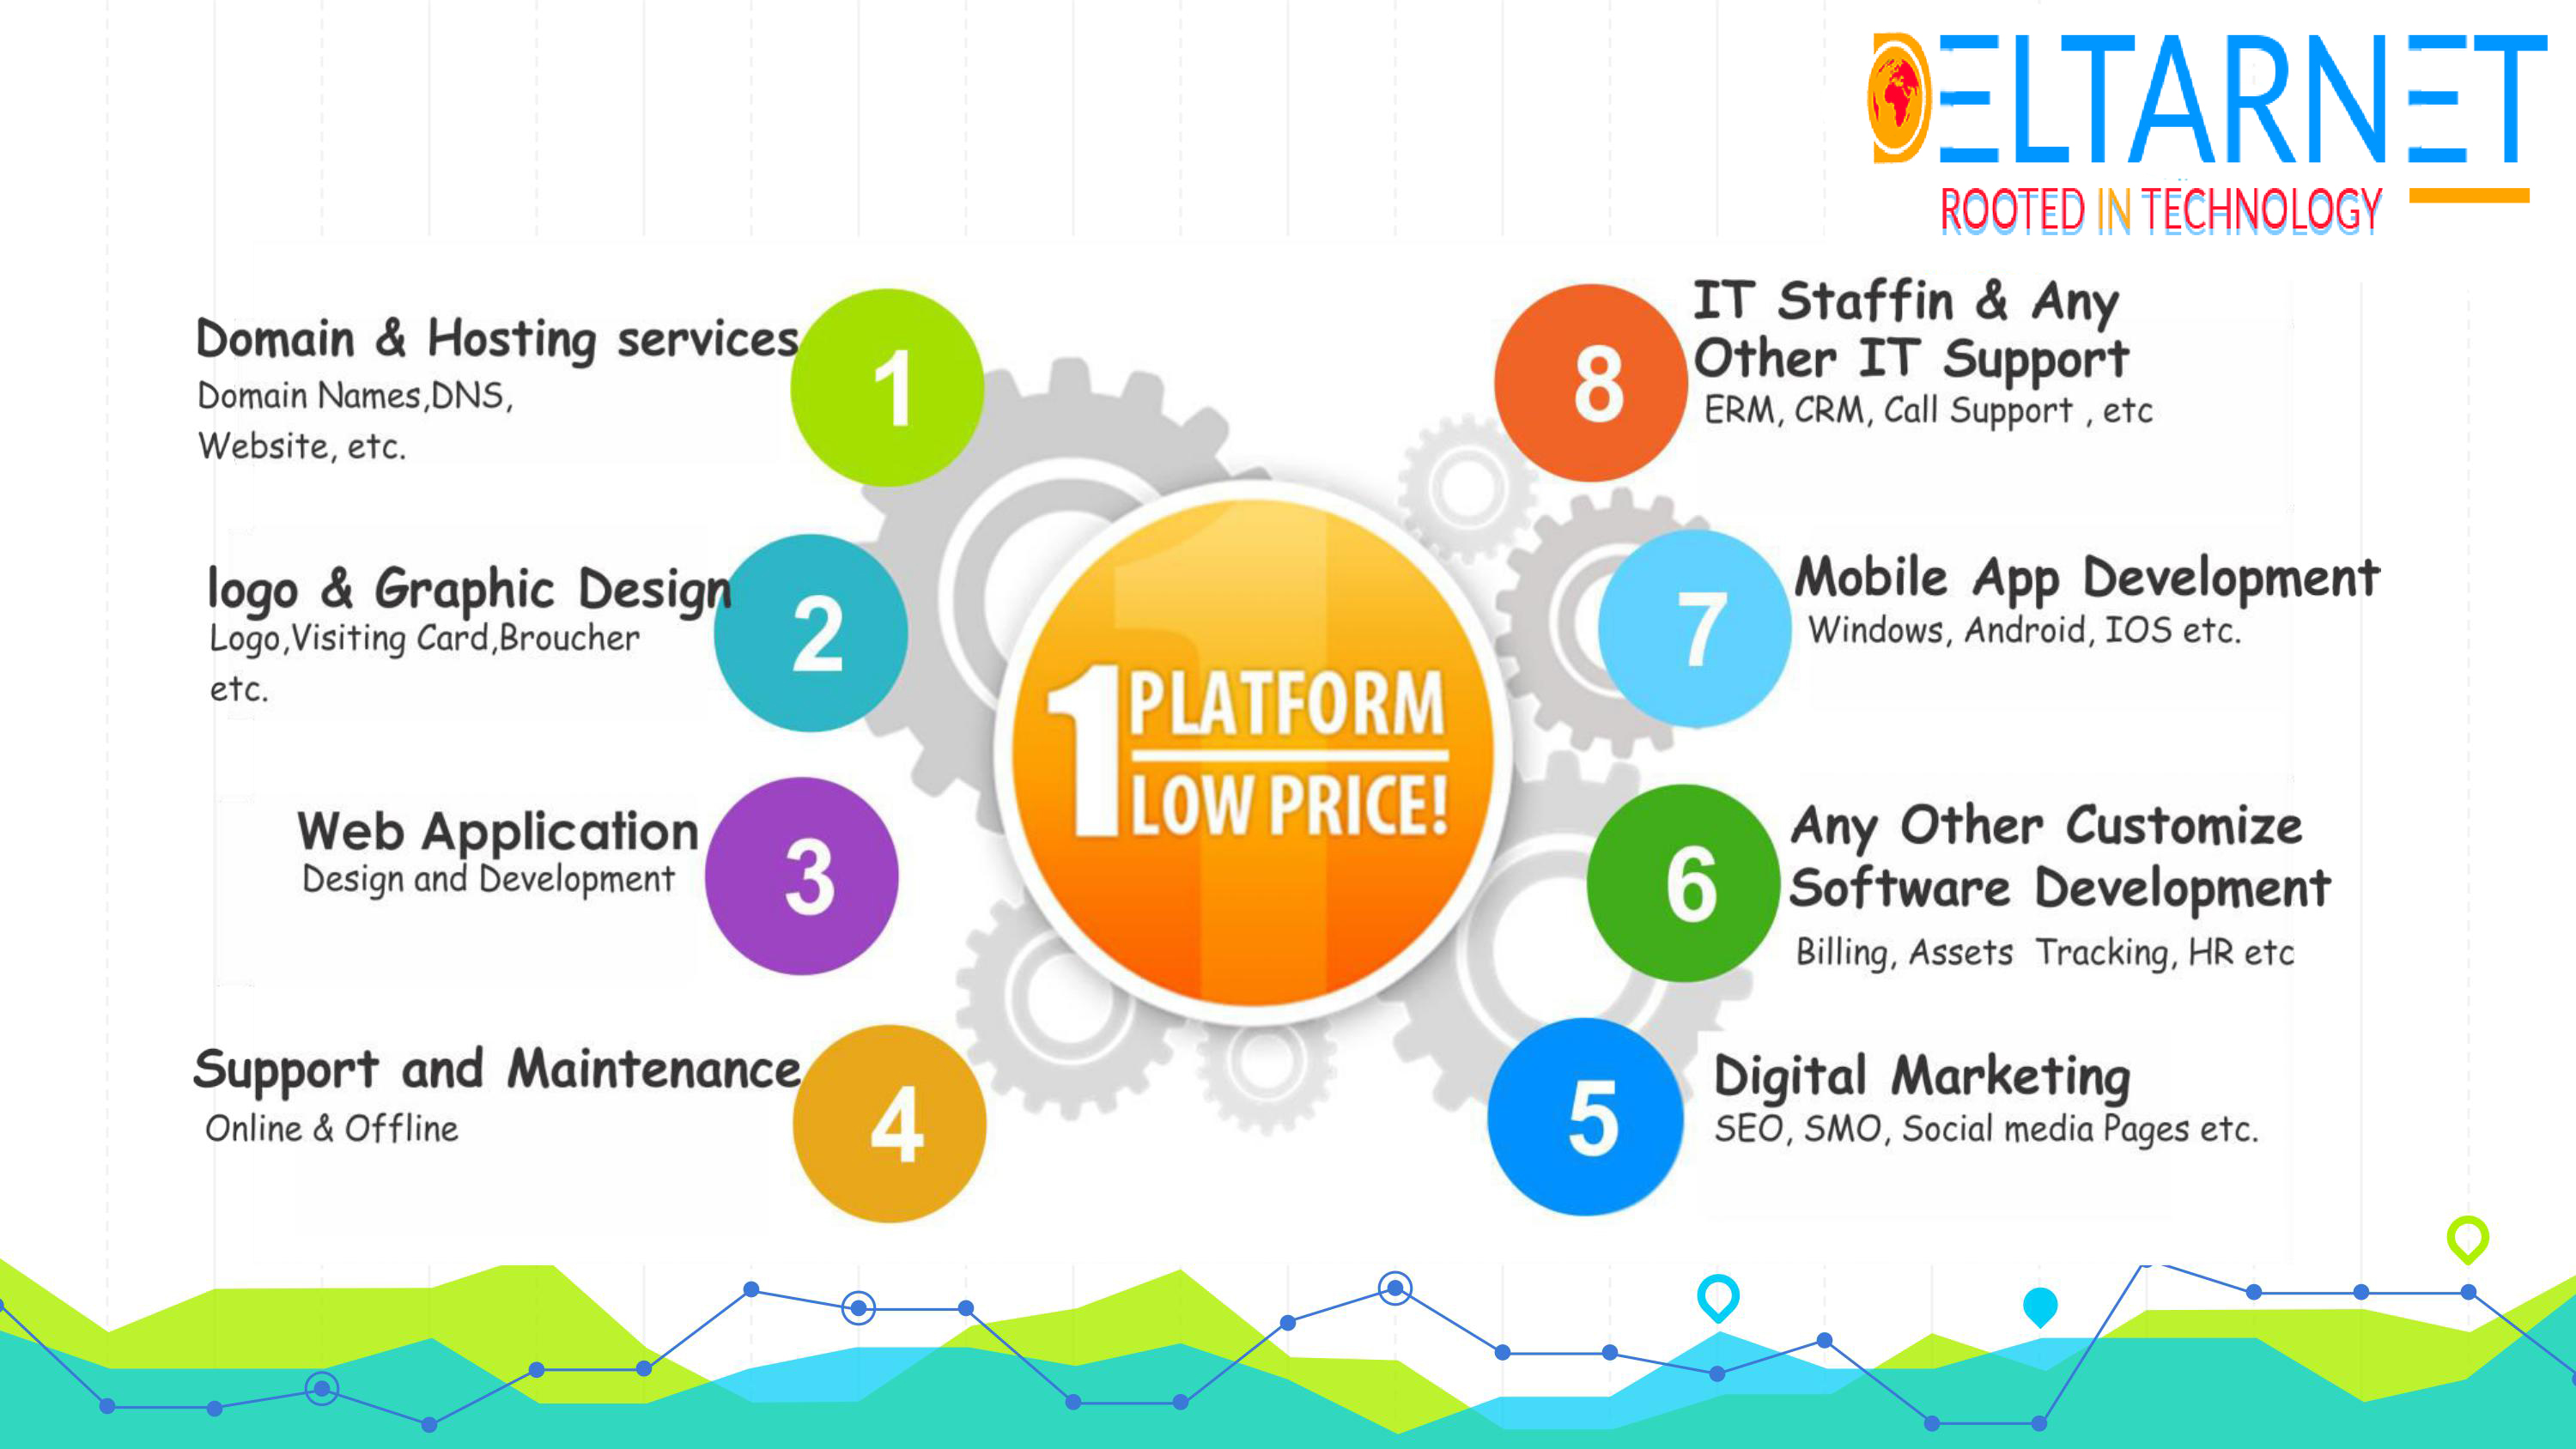 DELTARNET
ROOTED IN TECHNOLOGY
Domain & Hosting services
Domain Names,DNS,
Website, etc.
1
logo & Graphic Design
Logo,Visiting Card,Broucher
etc.
2
Web Application
Design and Development
3
Support and Maintenance
Online & Offline
4
1 PLATFORM
LOW PRICE!
8
IT Staffin & Any
Other IT Support
ERM, CRM, Call Support , etc
7
Mobile App Development
Windows, Android, IOS etc.
6
Any Other Customize
Software Development
Billing, Assets Tracking, HR etc
5
Digital Marketing
SEO, SMO, Social media Pages etc.